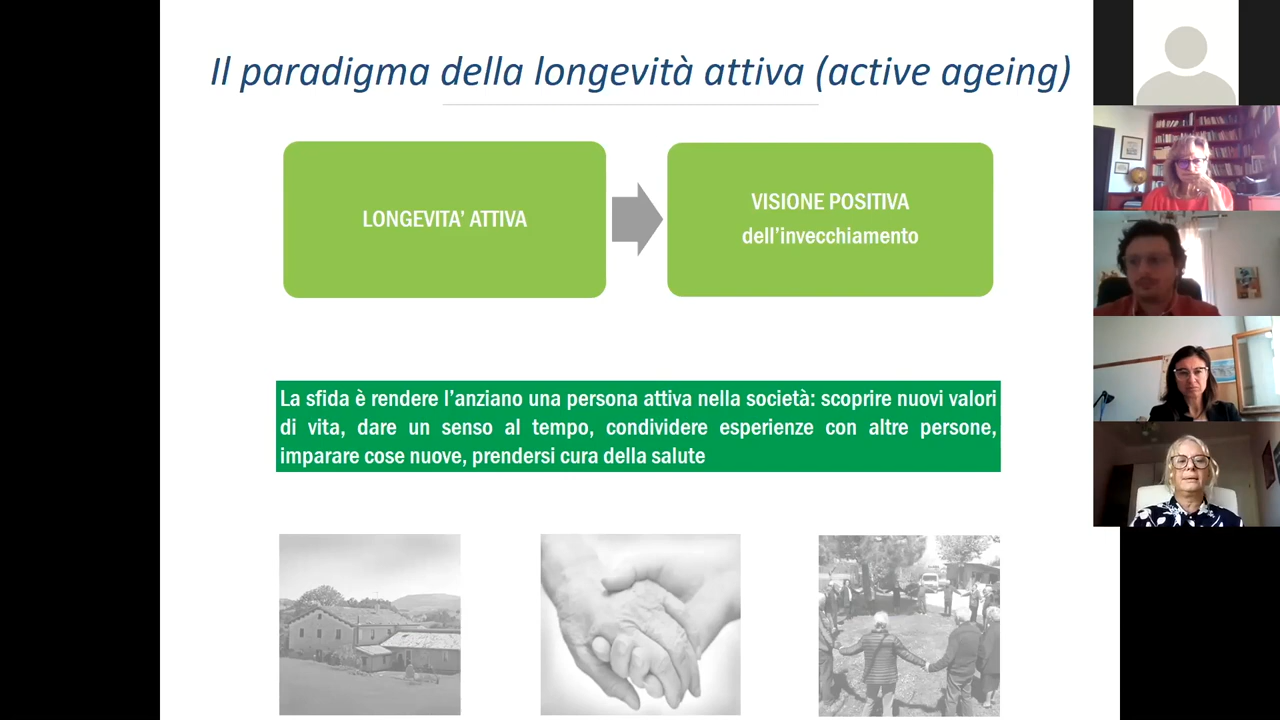 Il paradigma della longevità attiva (active ageing)
LONGEVITA’ ATTIVA
VISIONE POSITIVA
dell’invecchiamento
La sfida è rendere l’anziano una persona attiva nella società: scoprire nuovi valori
di vita, dare un senso al tempo, condividere esperienze con altre persone,
imparare cose nuove, prendersi cura della salute